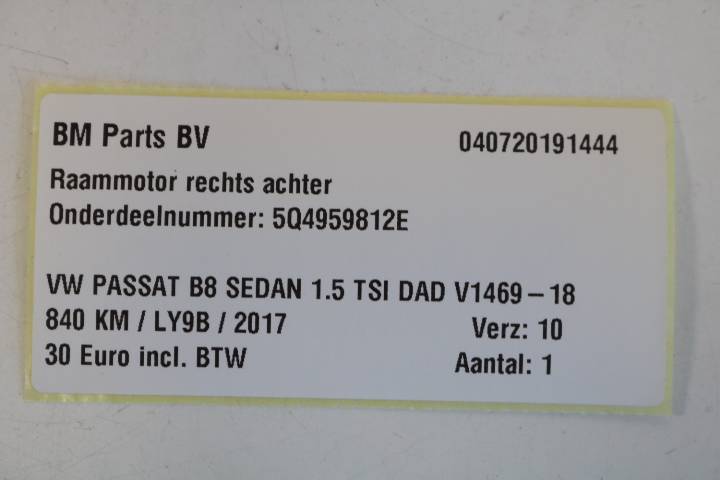 BM Parts BV 040720191444
Raammotor rechts achter
Onderdeelnummer: 5Q4959812E
VW PASSAT B8 SEDAN 1.5 TSI DAD V1469-18
840 KM / LY9B / 2017 Verz: 10
30 Euro incl. BTW Aantal: 1